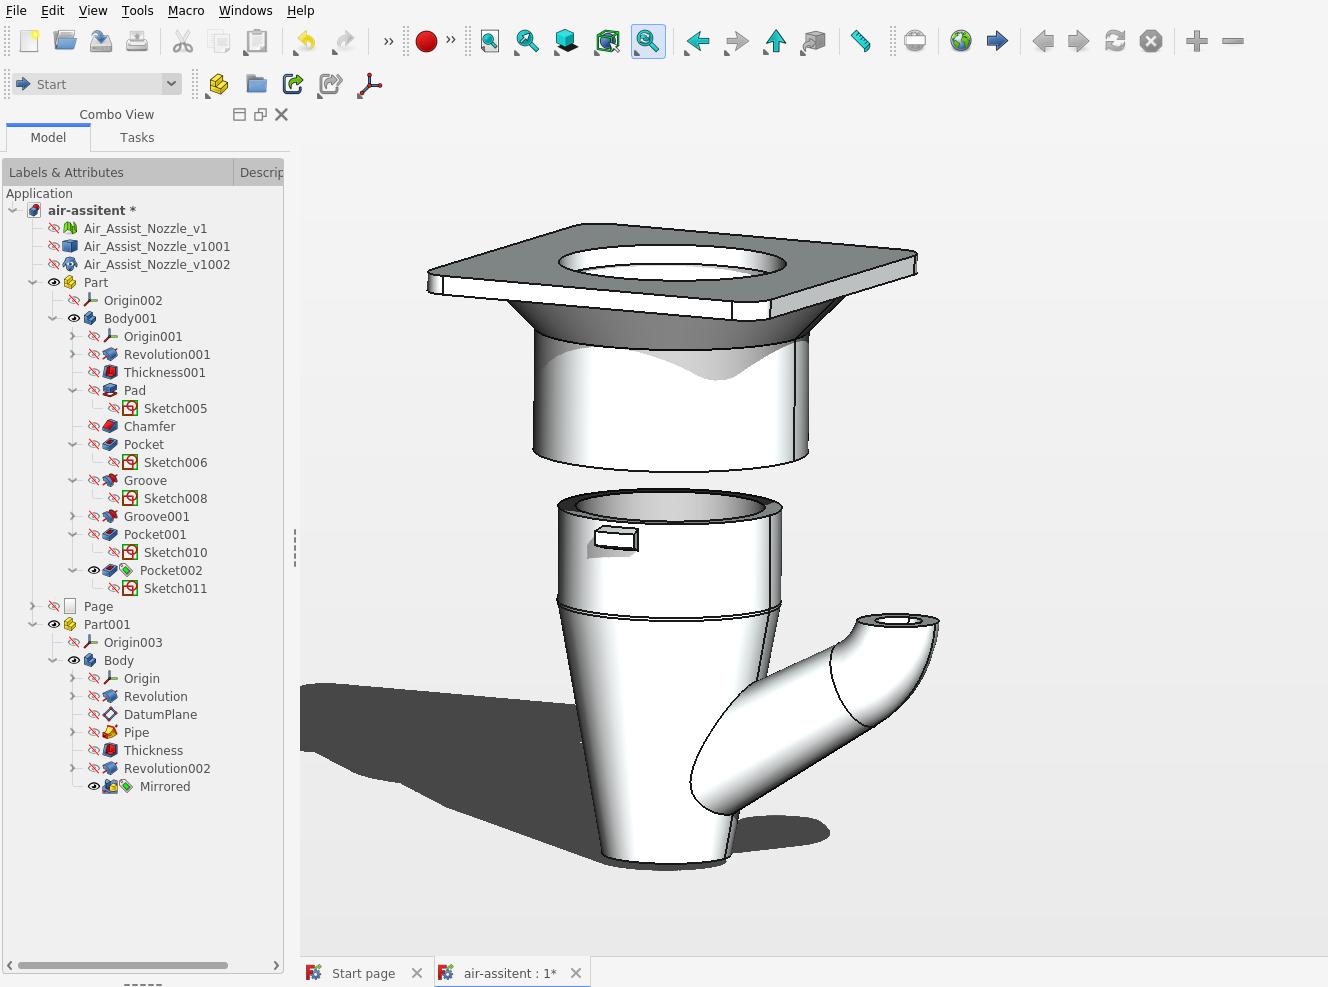 File Edit View Tools Macro Windows Help
Start
Combo View
Model Tasks
Labels & Attributes Descrip
Application
air-assitent *
Air_Assist_Nozzle_v1
Air_Assist_Nozzle_v1001
Air_Assist_Nozzle_v1002
Part
Origin002
Body001
Origin001
Revolution001
Thickness001
Pad
Sketch005
Chamfer
Pocket
Sketch006
Groove
Sketch008
Groove001
Pocket001
Sketch010
Pocket002
Sketch011
Page
Part001
Origin003
Body
Origin
Revolution
DatumPlane
Pipe
Thickness
Revolution002
Mirrored
Start page air-assitent : 1*